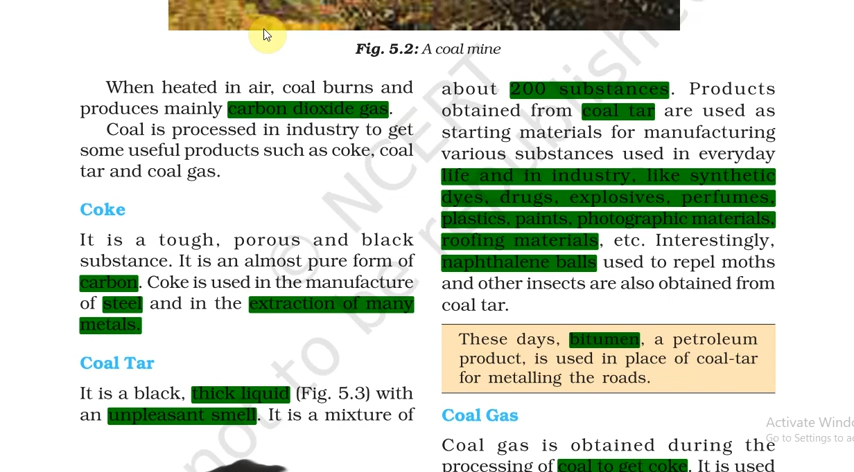 Fig. 5.2: A coal mine
When heated in air, coal burns and
produces mainly carbon dioxide gas.
Coal is processed in industry to get
some useful products such as coke, coal
tar and coal gas.
Coke
It is a tough, porous and black
substance. It is an almost pure form of
carbon. Coke is used in the manufacture
of steel and in the extraction of many
metals.
Coal Tar
It is a black, thick liquid (Fig. 5.3) with
an unpleasant smell. It is a mixture of
about 200 substances. Products
obtained from coal tar are used as
starting materials for manufacturing
various substances used in everyday
life and in industry, like synthetic
dyes, drugs, explosives, perfumes,
plastics, paints, photographic materials,
roofing materials, etc. Interestingly,
naphthalene balls used to repel moths
and other insects are also obtained from
coal tar.
These days, bitumen, a petroleum
product, is used in place of coal-tar
for metalling the roads.
Coal Gas
Coal gas is obtained during the
processing of coal to get coke. It is used
© NCERT
not to be republished
Activate Windo
Go to Settings to a